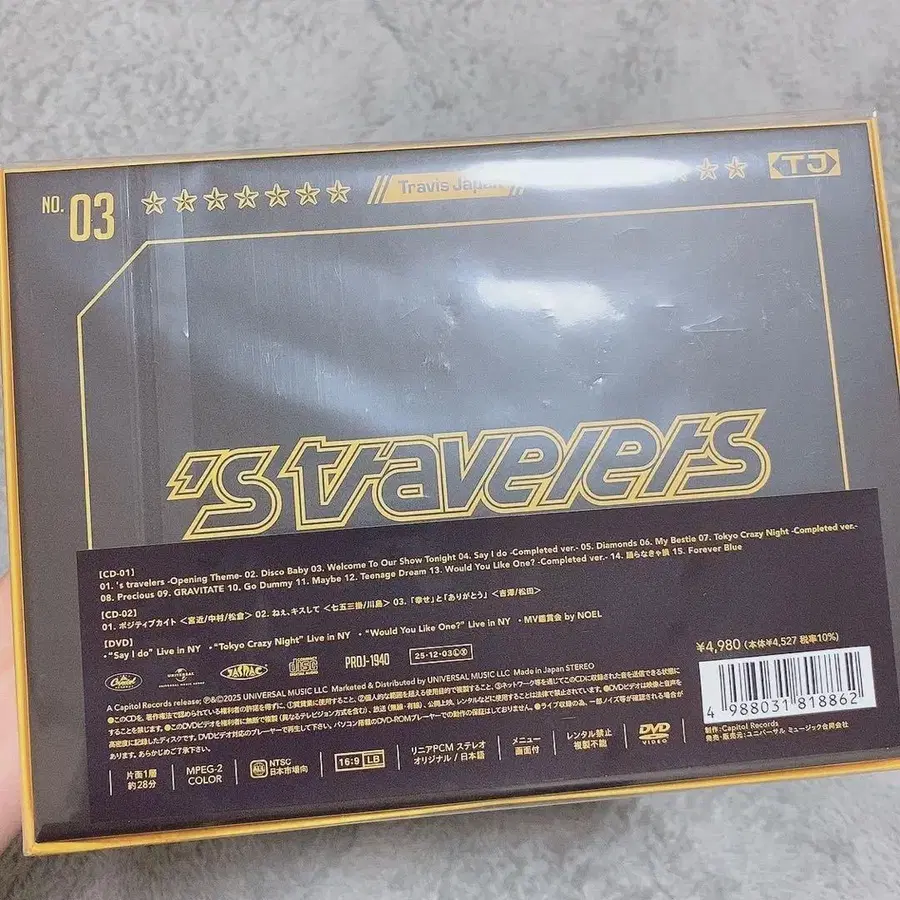 NO. 03
Travis Japan
TJ
'S travelers
[CD-01]
01. 's travelers -Opening Theme- 02. Disco Baby 03. Welcome To Our Show Tonight 04. Say I do -Completed ver.- 05. Diamonds 06. My Bestie 07. Tokyo Crazy Night -Completed ver.-
08. Precious 09. GRAVITATE 10. Go Dummy 11. Maybe 12. Teenage Dream 13. Would You Like One? -Completed ver.- 14. 踊らなきゃ損 15. Forever Blue
[CD-02]
01. ポジティブカイト <宮近/中村/松倉> 02. ねぇ、キスして <七五三掛/川島> 03. 「幸せ」と「ありがとう」 <吉澤/松田>
[DVD]
・"Say I do" Live in NY ・"Tokyo Crazy Night" Live in NY ・"Would You Like One?" Live in NY ・MV鑑賞会 by NOEL
¥4,980 (本体¥4,527 税率10%)
Capitol
UNIVERSAL
JASRAC
disc
PROJ-1940
25・12・03
A Capitol Records release; ℗&©2025 UNIVERSAL MUSIC LLC Marketed & Distributed by UNIVERSAL MUSIC LLC Made in Japan STEREO
4 988031 818862
制作:Capitol Records
発売・販売元:ユニバーサル ミュージック合同会社
片面1層
約28分
MPEG-2
COLOR
ALL
NTSC
日本市場向
16:9 LB
リニアPCM ステレオ
オリジナル / 日本語
メニュー
画面付
レンタル禁止
複製不能
DVD
VIDEO